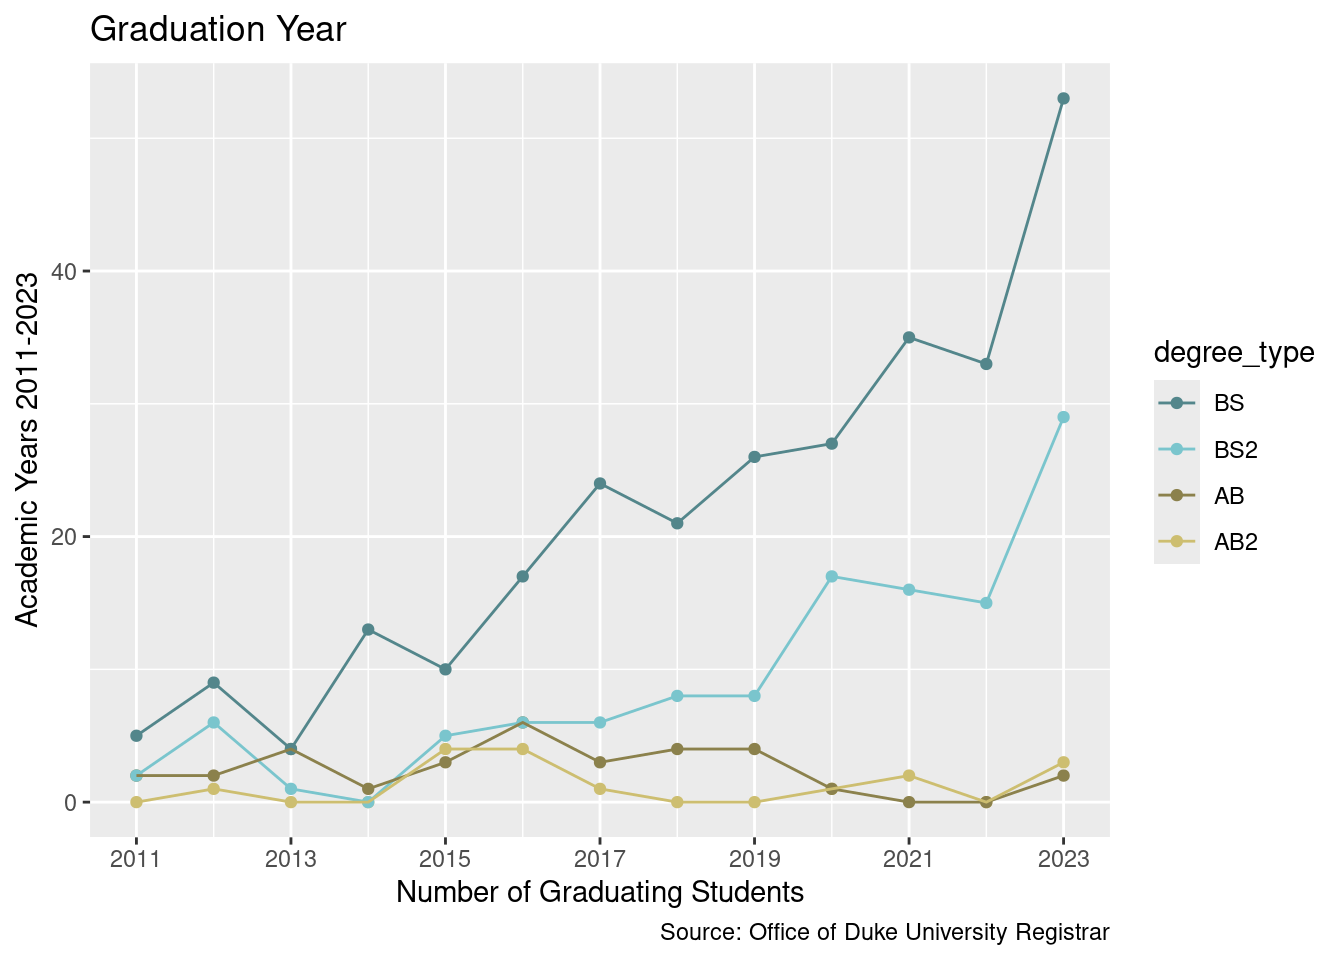 Graduation Year
Academic Years 2011-2023
40
20
0
2011 2013 2015 2017 2019 2021 2023
Number of Graduating Students
Source: Office of Duke University Registrar
degree_type
BS
BS2
AB
AB2